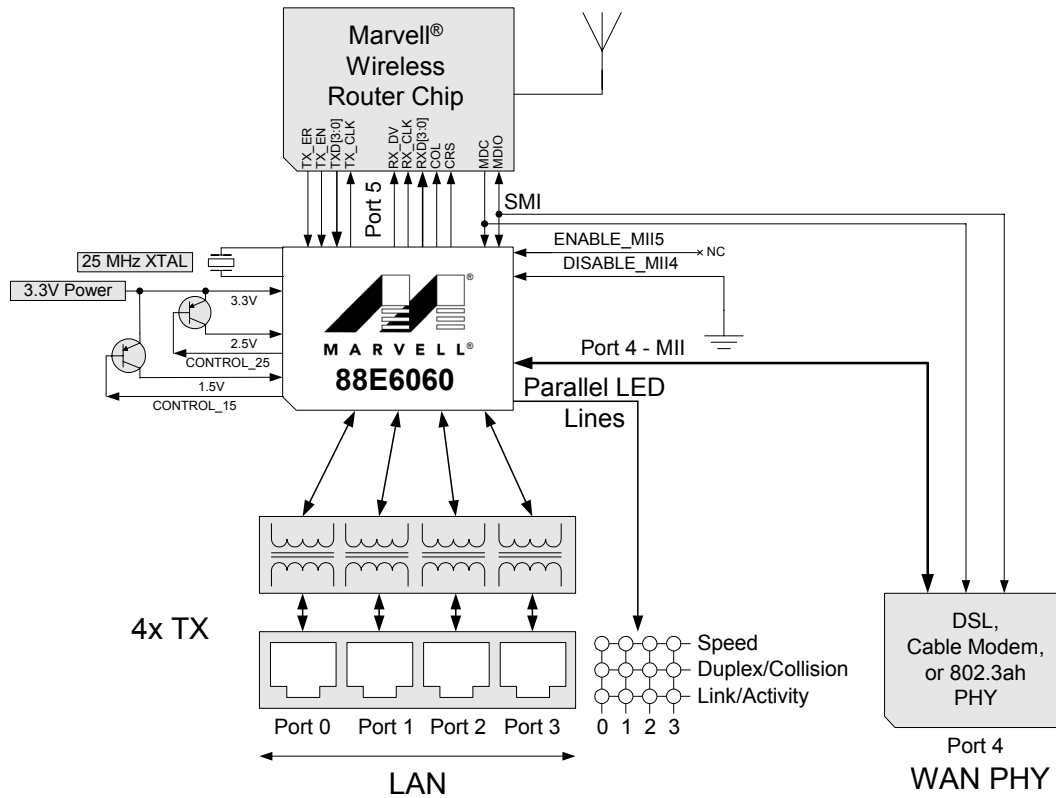 Marvell®
Wireless
Router Chip
TX_ER
TX_EN
TXD[3:0]
TX_CLK
RX_DV
RX_CLK
RXD[3:0]
COL
CRS
MDC
MDIO
Port 5
SMI
25 MHz XTAL
3.3V Power
3.3V
2.5V
CONTROL_25
1.5V
CONTROL_15
ENABLE_MII5
NC
DISABLE_MII4
®
MARVELL®
88E6060
Port 4 - MII
Parallel LED
Lines
4x TX
Speed
Duplex/Collision
Link/Activity
0 1 2 3
Port 0 Port 1 Port 2 Port 3
LAN
DSL,
Cable Modem,
or 802.3ah
PHY
Port 4
WAN PHY